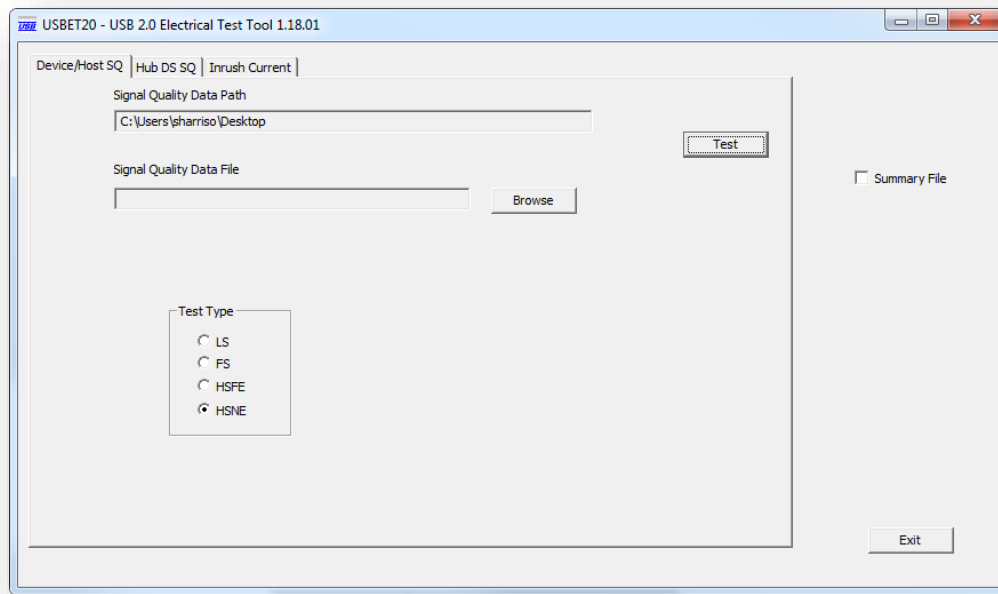 USB USBET20 - USB 2.0 Electrical Test Tool 1.18.01
Device/Host SQ Hub DS SQ Inrush Current
Signal Quality Data Path
C:\Users\sharriso\Desktop
Test
Signal Quality Data File
Summary File
Browse
Test Type
LS
FS
HSFE
HSNE
Exit